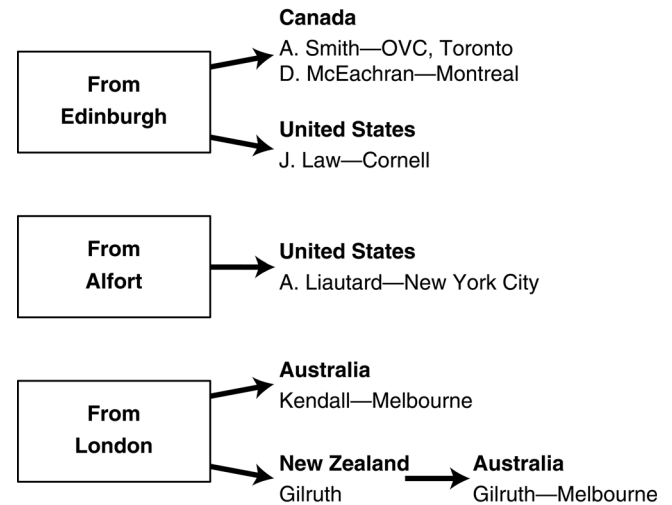 Canada
A. Smith—OVC, Toronto
D. McEachran—Montreal
From
Edinburgh
United States
J. Law—Cornell
From
Alfort
United States
A. Liautard—New York City
From
London
Australia
Kendall—Melbourne
New Zealand
Gilruth
Australia
Gilruth—Melbourne